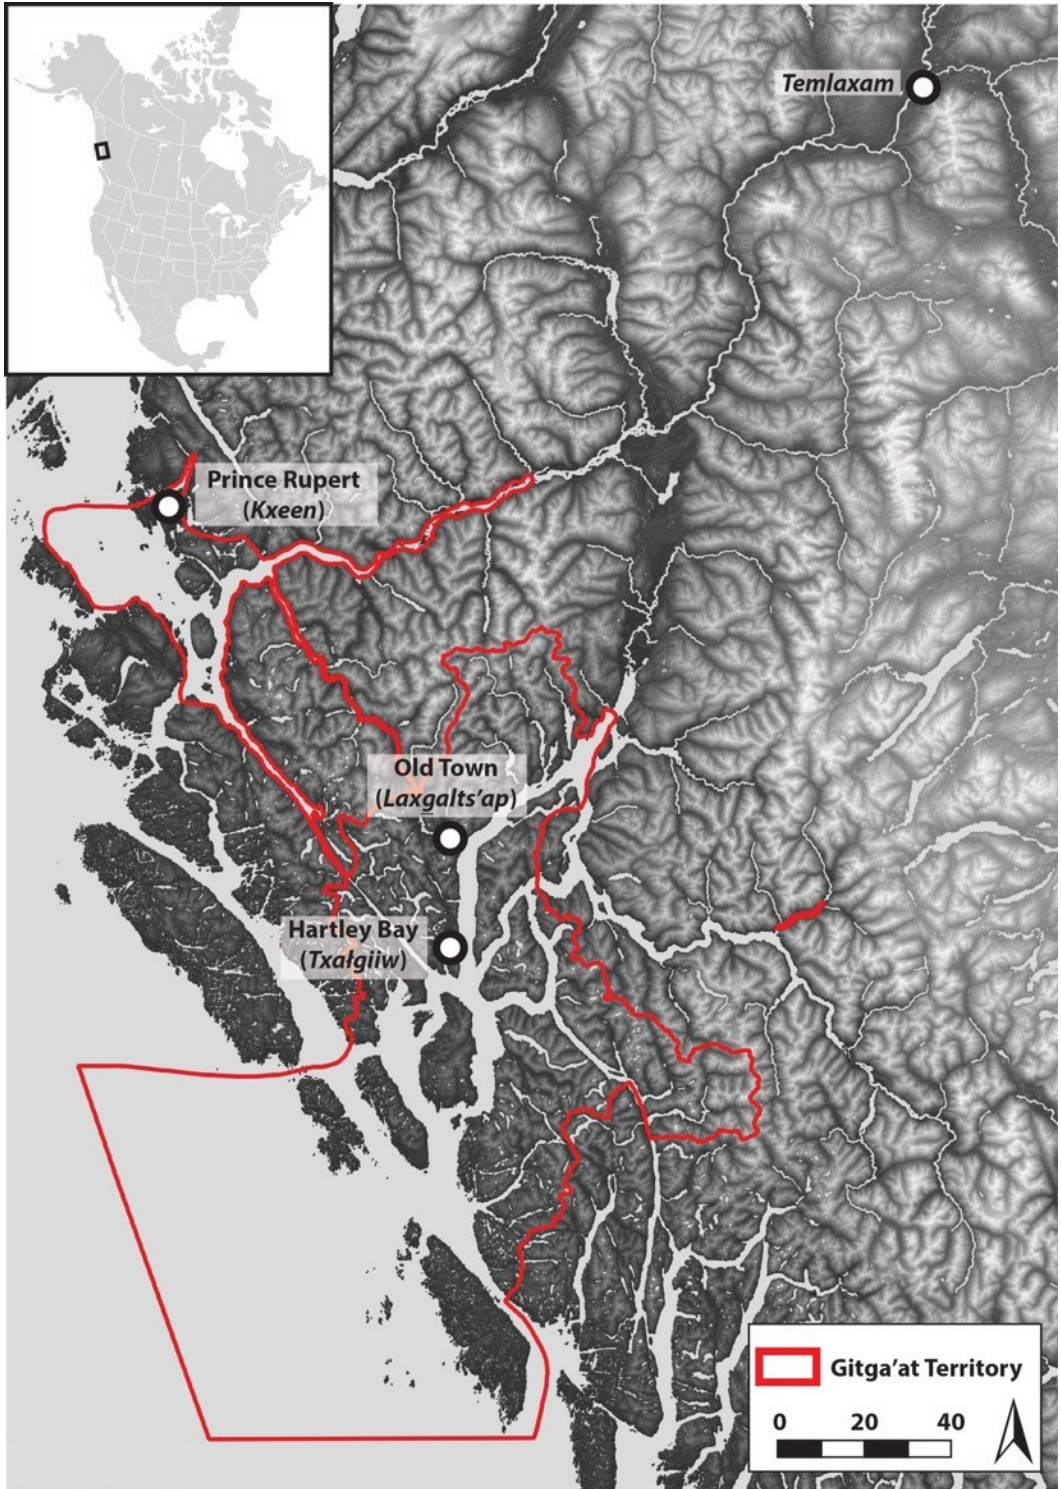 Temlaxam
Prince Rupert
(Kxeen)
Old Town
(Laxgalts'ap)
Hartley Bay
(Txałgiiw)
Gitga'at Territory
0 20 40